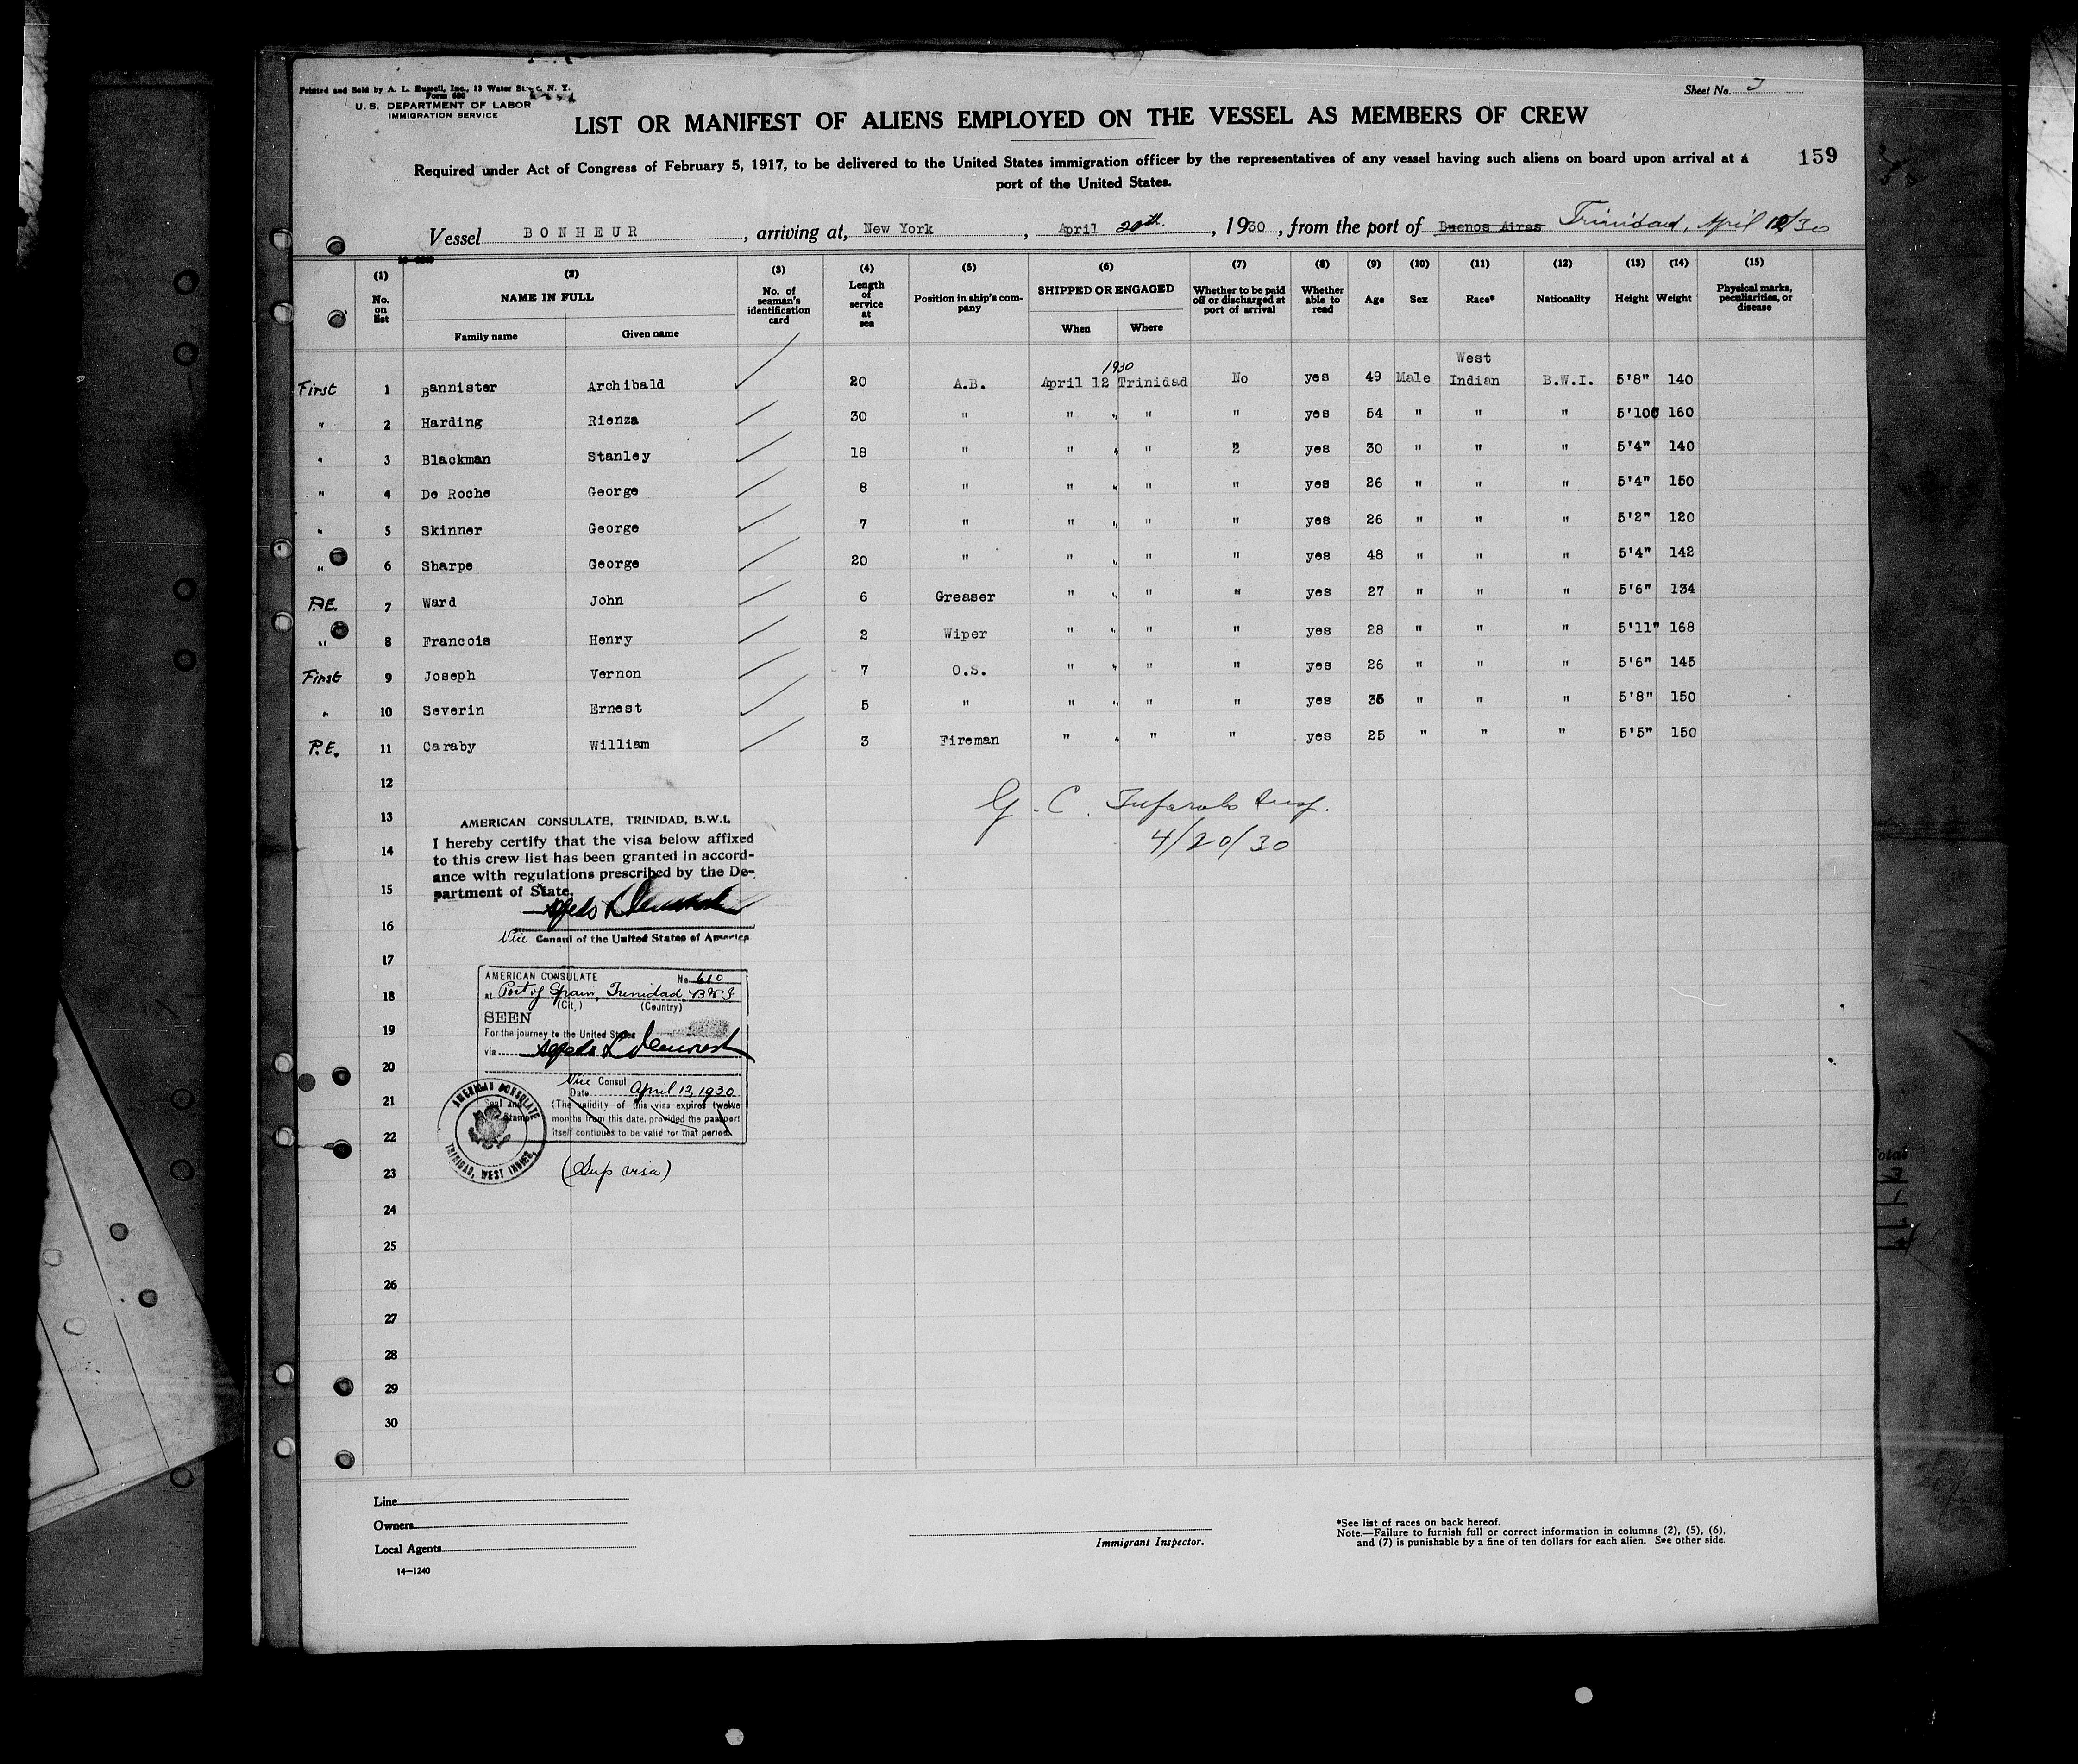 Printed and Sold by A. L. Russell, Inc., 13 Water St., N. Y.
Form 680
U. S. DEPARTMENT OF LABOR
IMMIGRATION SERVICE
Sheet No. 3
LIST OR MANIFEST OF ALIENS EMPLOYED ON THE VESSEL AS MEMBERS OF CREW
159
Required under Act of Congress of February 5, 1917, to be delivered to the United States immigration officer by the representatives of any vessel having such aliens on board upon arrival at a
port of the United States.
Vessel BONHEUR, arriving at, New York, April 20th., 1930, from the port of Buenos Aires Trinidad, April 12/30
(1) (2) (3) (4) (5) (6) (7) (8) (9) (10) (11) (12) (13) (14) (15)
No. on list NAME IN FULL Family name Given name No. of seaman's identification card Length of service at sea Position in ship's company SHIPPED OR ENGAGED When Where Whether to be paid off or discharged at port of arrival Whether able to read Age Sex Race* Nationality Height Weight Physical marks, peculiarities, or disease
First 1 Bannister Archibald 20 A.B. April 12 1930 Trinidad No yes 49 Male West Indian B.W.I. 5'8" 140
" 2 Harding Rienza 30 " " " " " yes 54 " " " 5'10 160
" 3 Blackman Stanley 18 " " " " 2 yes 30 " " " 5'4" 140
" 4 De Roche George 8 " " " " " yes 26 " " " 5'4" 150
" 5 Skinner George 7 " " " " " yes 26 " " " 5'2" 120
" 6 Sharpe George 20 " " " " " yes 48 " " " 5'4" 142
P.E. 7 Ward John 6 Greaser " " " " yes 27 " " " 5'6" 134
" 8 Francois Henry 2 Wiper " " " " yes 28 " " " 5'11" 168
First 9 Joseph Vernon 7 O.S. " " " " yes 26 " " " 5'6" 145
" 10 Severin Ernest 5 " " " " " yes 35 " " " 5'8" 150
P.E. 11 Caraby William 3 Fireman " " " " yes 25 " " " 5'5" 150
12
13
14
15
16
17
18
19
20
21
22
23
24
25
26
27
28
29
30
G. C. Insp.
4/20/30
AMERICAN CONSULATE, TRINIDAD, B.W.I.
I hereby certify that the visa below affixed
to this crew list has been granted in accord-
ance with regulations prescribed by the De-
partment of State.
Vice Consul of the United States of America
AMERICAN CONSULATE No 610
at Port of Spain, Trinidad B.W.I.
(City) (Country)
SEEN
For the journey to the United States
via
Vice Consul
Date April 12, 1930
(The validity of this visa expires twelve
months from this date, provided the passport
itself continues to be valid for that period.
Seal and Stamp
AMERICAN CONSULATE
TRINIDAD, WEST INDIES
(Sup visa)
Line
Owners
Local Agents
14—1240
Immigrant Inspector.
*See list of races on back hereof.
Note.—Failure to furnish full or correct information in columns (2), (5), (6),
and (7) is punishable by a fine of ten dollars for each alien. See other side.